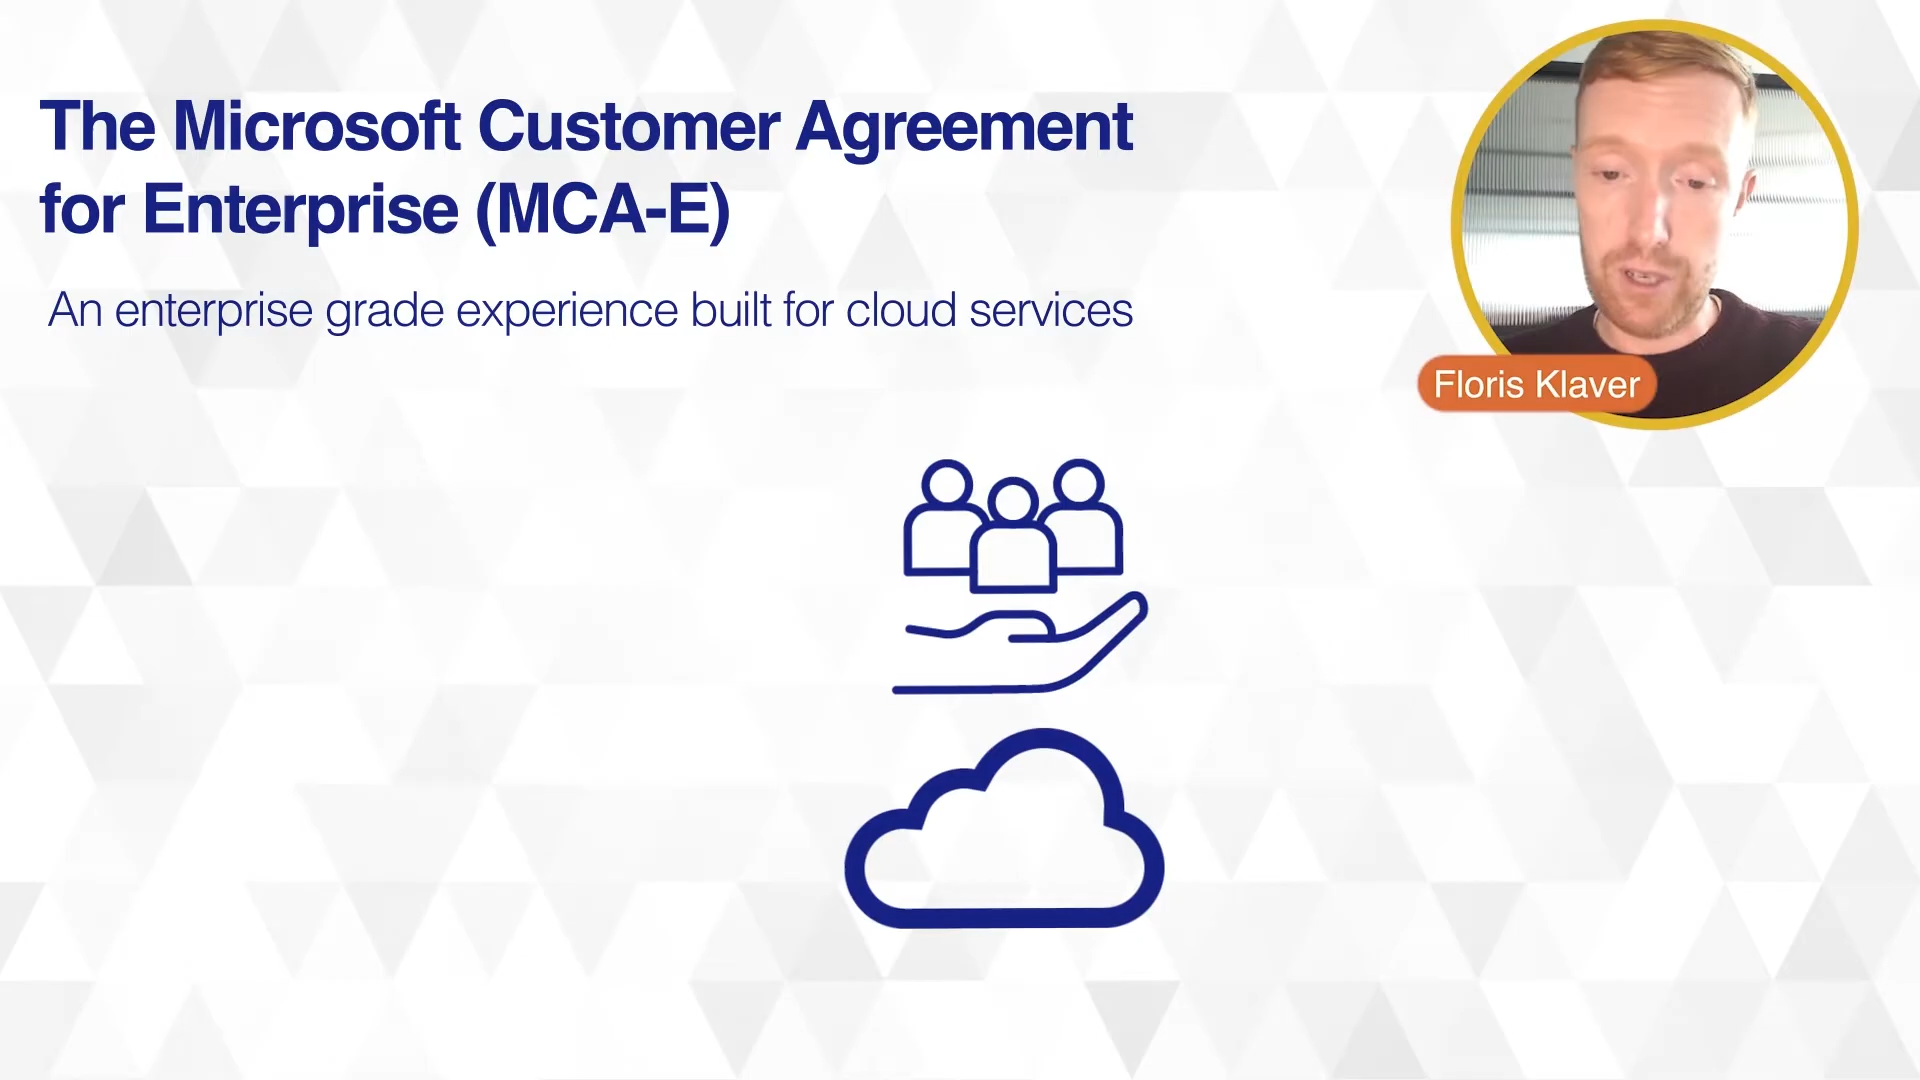 The Microsoft Customer Agreement
for Enterprise (MCA-E)
An enterprise grade experience built for cloud services
Floris Klaver